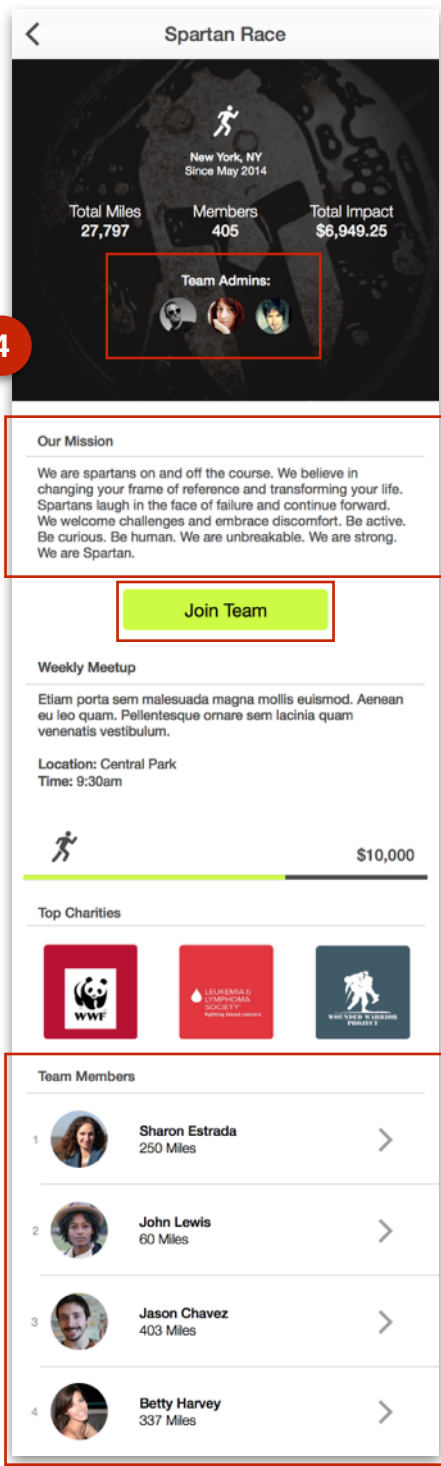 Spartan Race
New York, NY
Since May 2014
Total Miles Members Total Impact
27,797 405 $6,949.25
Team Admins:
4
Our Mission
We are spartans on and off the course. We believe in
changing your frame of reference and transforming your life.
Spartans laugh in the face of failure and continue forward.
We welcome challenges and embrace discomfort. Be active.
Be curious. Be human. We are unbreakable. We are strong.
We are Spartan.
Join Team
Weekly Meetup
Etiam porta sem malesuada magna mollis euismod. Aenean
eu leo quam. Pellentesque ornare sem lacinia quam
venenatis vestibulum.
Location: Central Park
Time: 9:30am
$10,000
Top Charities
WWF
LEUKEMIA &
LYMPHOMA
SOCIETY
fighting blood cancers
WOUNDED WARRIOR
PROJECT
Team Members
1
Sharon Estrada
250 Miles
2
John Lewis
60 Miles
3
Jason Chavez
403 Miles
4
Betty Harvey
337 Miles